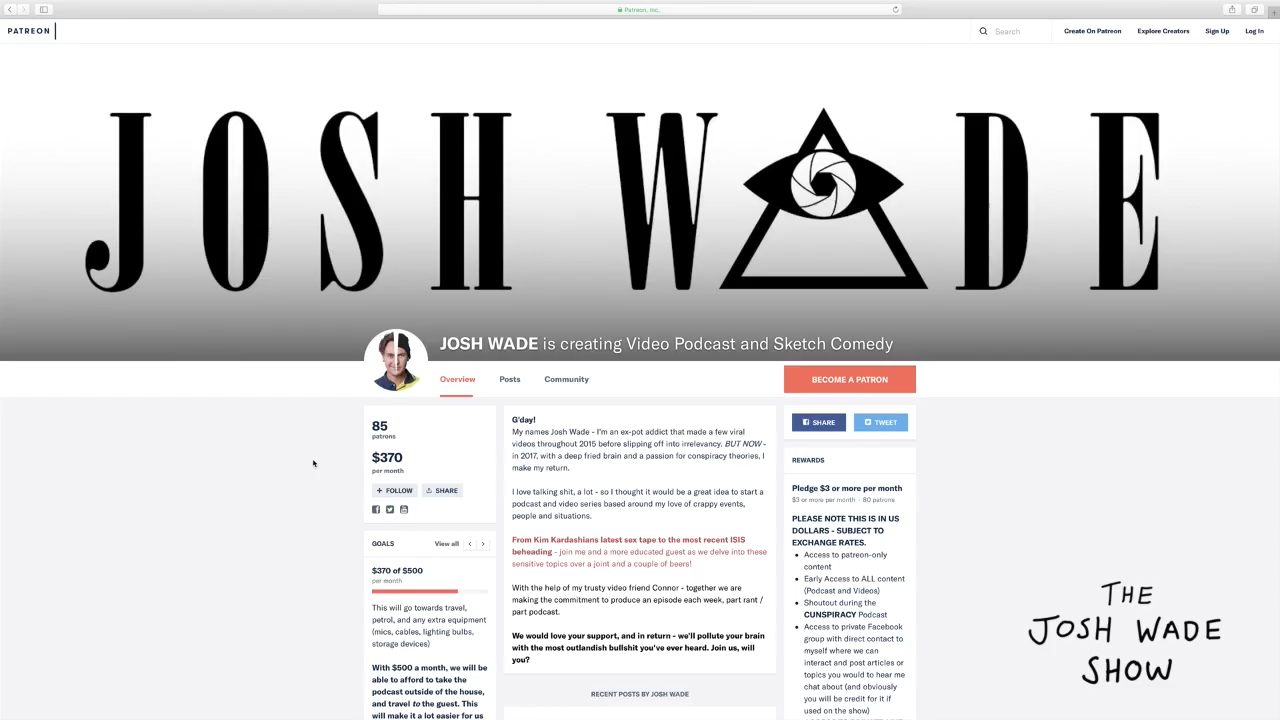 Patreon, Inc.
PATREON
Search
Create On Patreon
Explore Creators
Sign Up
Log In
JOSH WADE
JOSH WADE is creating Video Podcast and Sketch Comedy
Overview
Posts
Community
BECOME A PATRON
85
patrons
$370
per month
+ FOLLOW
SHARE
GOALS
View all
$370 of $500
per month
This will go towards travel,
petrol, and any extra equipment
(mics, cables, lighting bulbs,
storage devices)
With $500 a month, we will be
able to afford to take the
podcast outside of the house,
and travel to the guest. This
will make it a lot easier for us
G'day!
My names Josh Wade - I'm an ex-pot addict that made a few viral
videos throughout 2015 before slipping off into irrelevancy. BUT NOW -
in 2017, with a deep fried brain and a passion for conspiracy theories, I
make my return.
I love talking shit, a lot - so I thought it would be a great idea to start a
podcast and video series based around my love of crappy events,
people and situations.
From Kim Kardashians latest sex tape to the most recent ISIS
beheading - join me and a more educated guest as we delve into these
sensitive topics over a joint and a couple of beers!
With the help of my trusty video friend Connor - together we are
making the commitment to produce an episode each week, part rant /
part podcast.
We would love your support, and in return - we'll pollute your brain
with the most outlandish bullshit you've ever heard. Join us, will
you?
RECENT POSTS BY JOSH WADE
SHARE
TWEET
REWARDS
Pledge $3 or more per month
$3 or more per month · 80 patrons
PLEASE NOTE THIS IS IN US
DOLLARS - SUBJECT TO
EXCHANGE RATES.
• Access to patreon-only
content
• Early Access to ALL content
(Podcast and Videos)
• Shoutout during the
CUNSPIRACY Podcast
• Access to private Facebook
group with direct contact to
myself where we can
interact and post articles or
topics you would to hear me
chat about (and obviously
you will be credit for it if
used on the show)
THE
JOSH WADE
SHOW